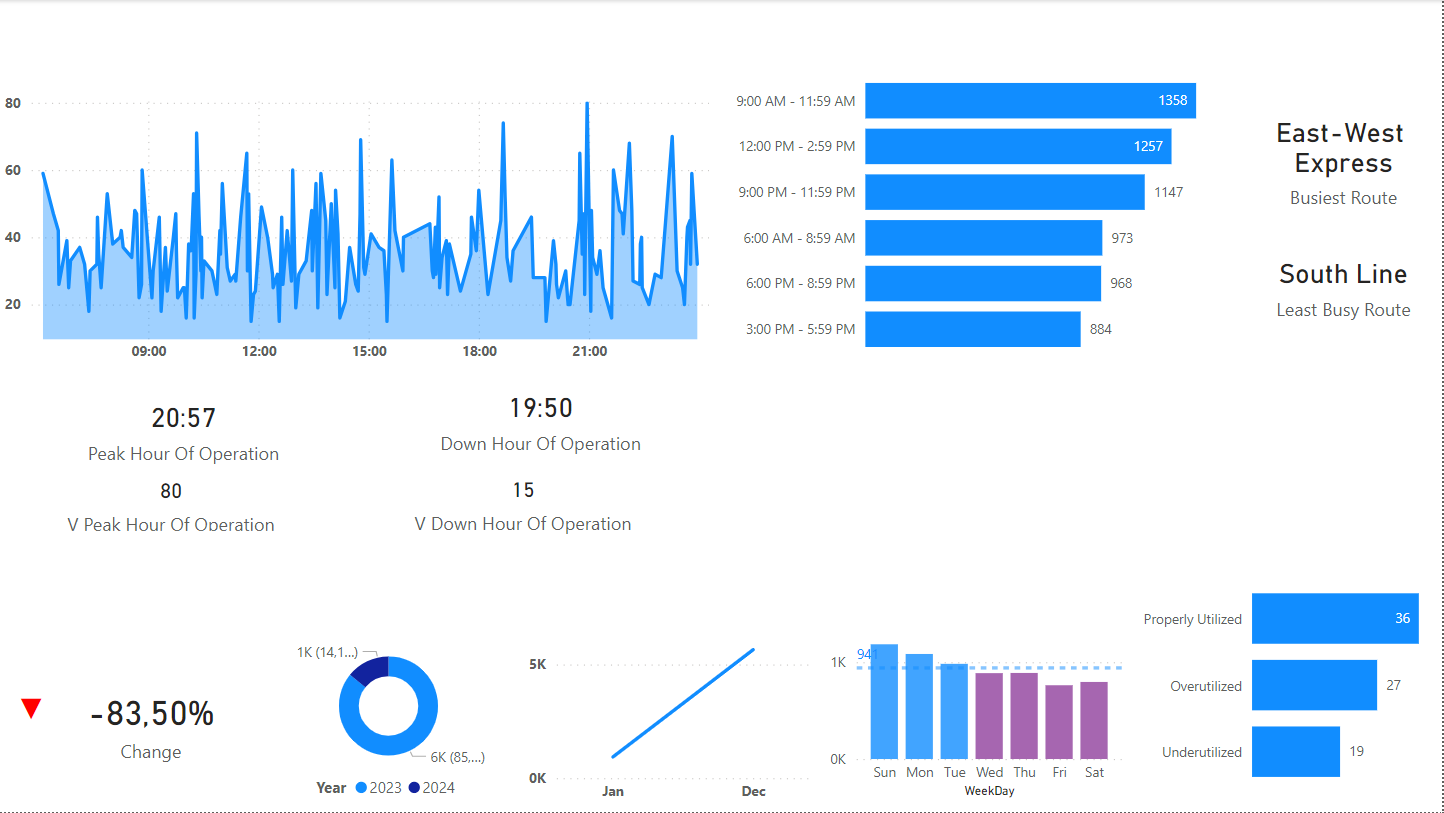 80
60
40
20
09:00 12:00 15:00 18:00 21:00
9:00 AM - 11:59 AM 1358
12:00 PM - 2:59 PM 1257
9:00 PM - 11:59 PM 1147
6:00 AM - 8:59 AM 973
6:00 PM - 8:59 PM 968
3:00 PM - 5:59 PM 884
East-West
Express
Busiest Route
South Line
Least Busy Route
20:57
Peak Hour Of Operation
80
V Peak Hour Of Operation
19:50
Down Hour Of Operation
15
V Down Hour Of Operation
-83,50%
Change
1K (14,1...)
6K (85,...)
Year 2023 2024
5K
0K
Jan Dec
941
1K
0K
Sun Mon Tue Wed Thu Fri Sat
WeekDay
Properly Utilized 36
Overutilized 27
Underutilized 19